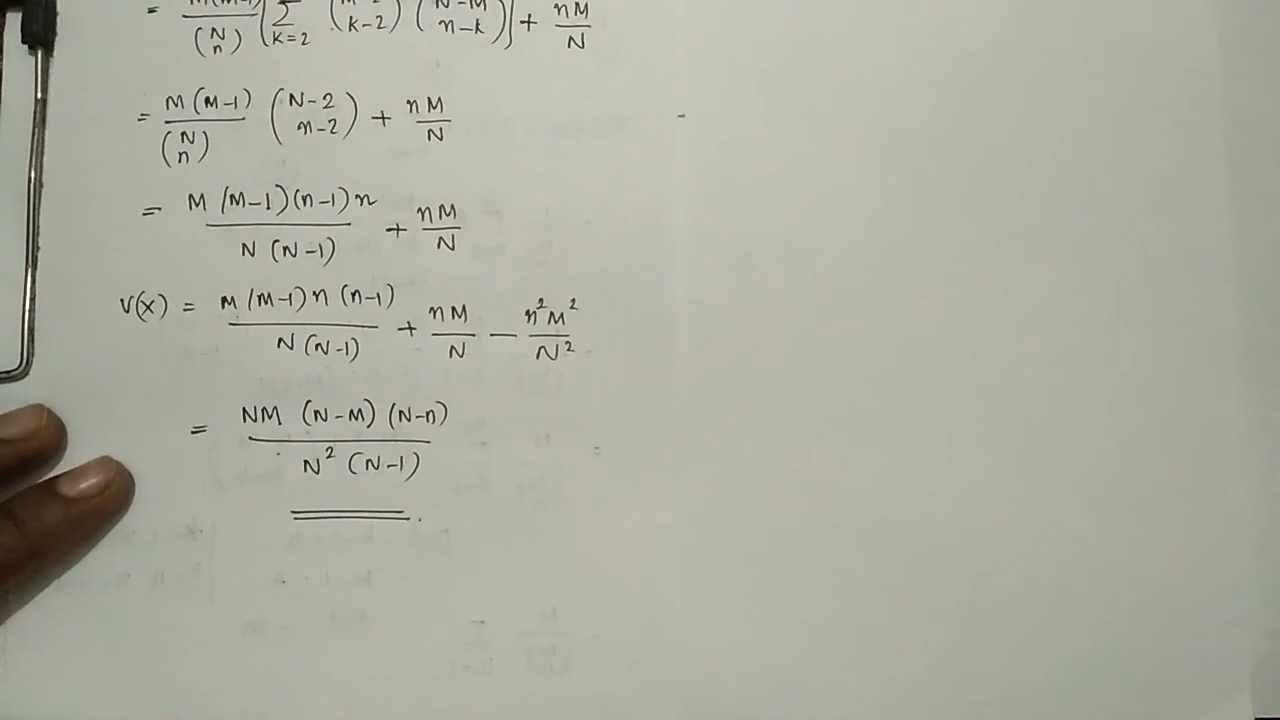 = M(M-1)/(N n) (Σ k=2 (M-2 k-2) (N-M n-k)) + nM/N
= M(M-1)/(N n) (N-2 n-2) + nM/N
= M(M-1)(n-1)n / N(N-1) + nM/N
V(x) = M(M-1)n(n-1) / N(N-1) + nM/N - n²M²/N²
= NM (N-M)(N-n) / N²(N-1)